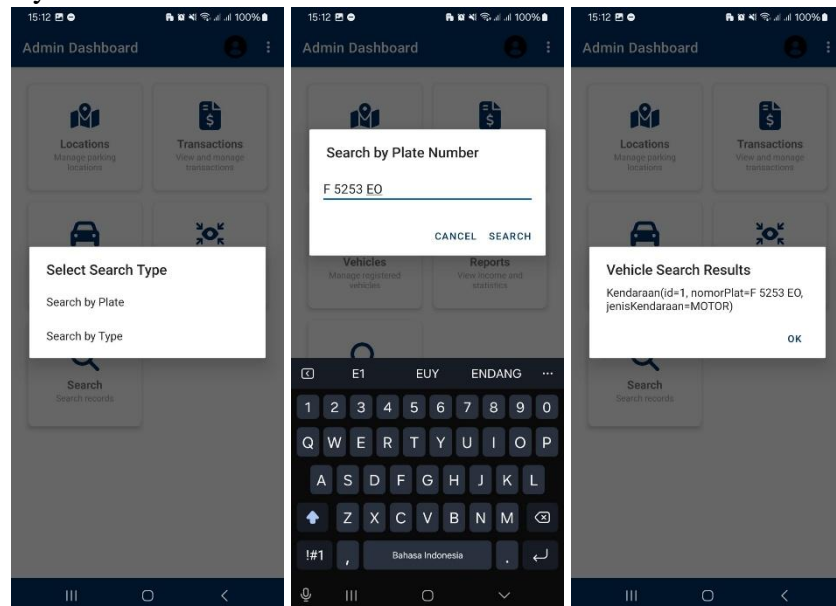 15:12
100%
Admin Dashboard
Locations
Manage parking
locations
Transactions
View and manage
transactions
Select Search Type
Search by Plate
Search by Type
Search
Search records
15:12
100%
Admin Dashboard
Search by Plate Number
F 5253 EO
CANCEL SEARCH
Vehicles
Manage registered
vehicles
Reports
View income and
statistics
E1 EUY ENDANG ...
1 2 3 4 5 6 7 8 9 0
Q W E R T Y U I O P
A S D F G H J K L
Z X C V B N M
!#1 , Bahasa Indonesia .
15:12
100%
Admin Dashboard
Locations
Manage parking
locations
Transactions
View and manage
transactions
Vehicle Search Results
Kendaraan(id=1, nomorPlat=F 5253 EO,
jenisKendaraan=MOTOR)
OK
Search
Search records